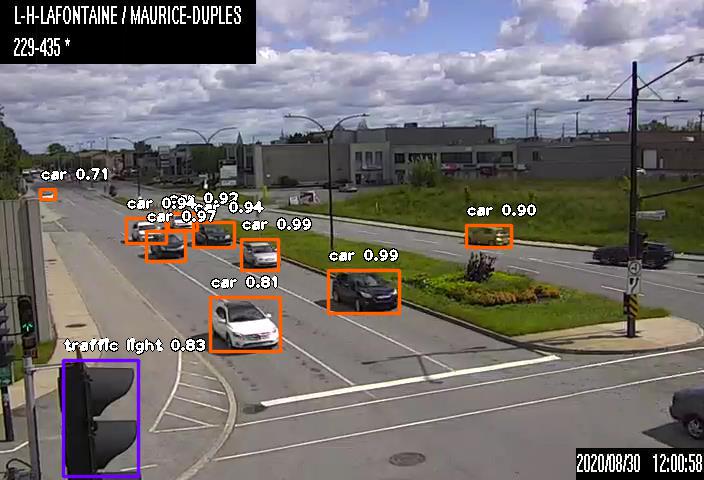 L-H-LAFONTAINE / MAURICE-DUPLES
229-435 *
car 0.71
car 0.92
car 0.94
car 0.94
car 0.97
car 0.99
car 0.90
car 0.99
car 0.81
traffic light 0.83
2020/08/30 12:00:58